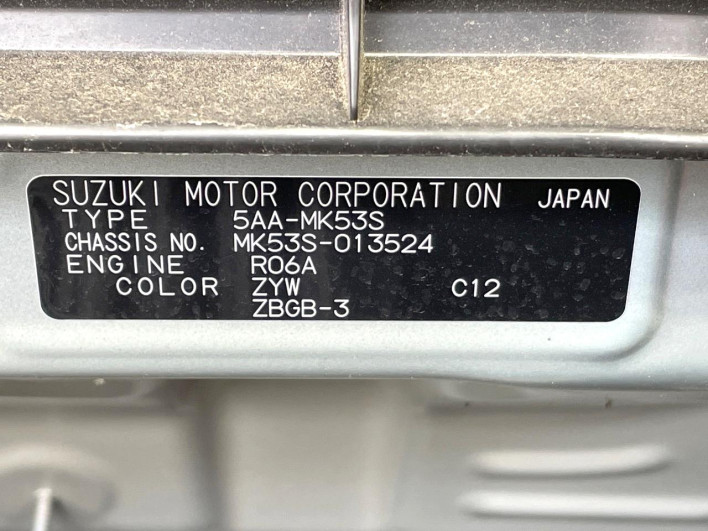 SUZUKI MOTOR CORPORATION JAPAN
TYPE 5AA-MK53S
CHASSIS NO. MK53S-013524
ENGINE R06A
COLOR ZYW C12
ZBGB-3